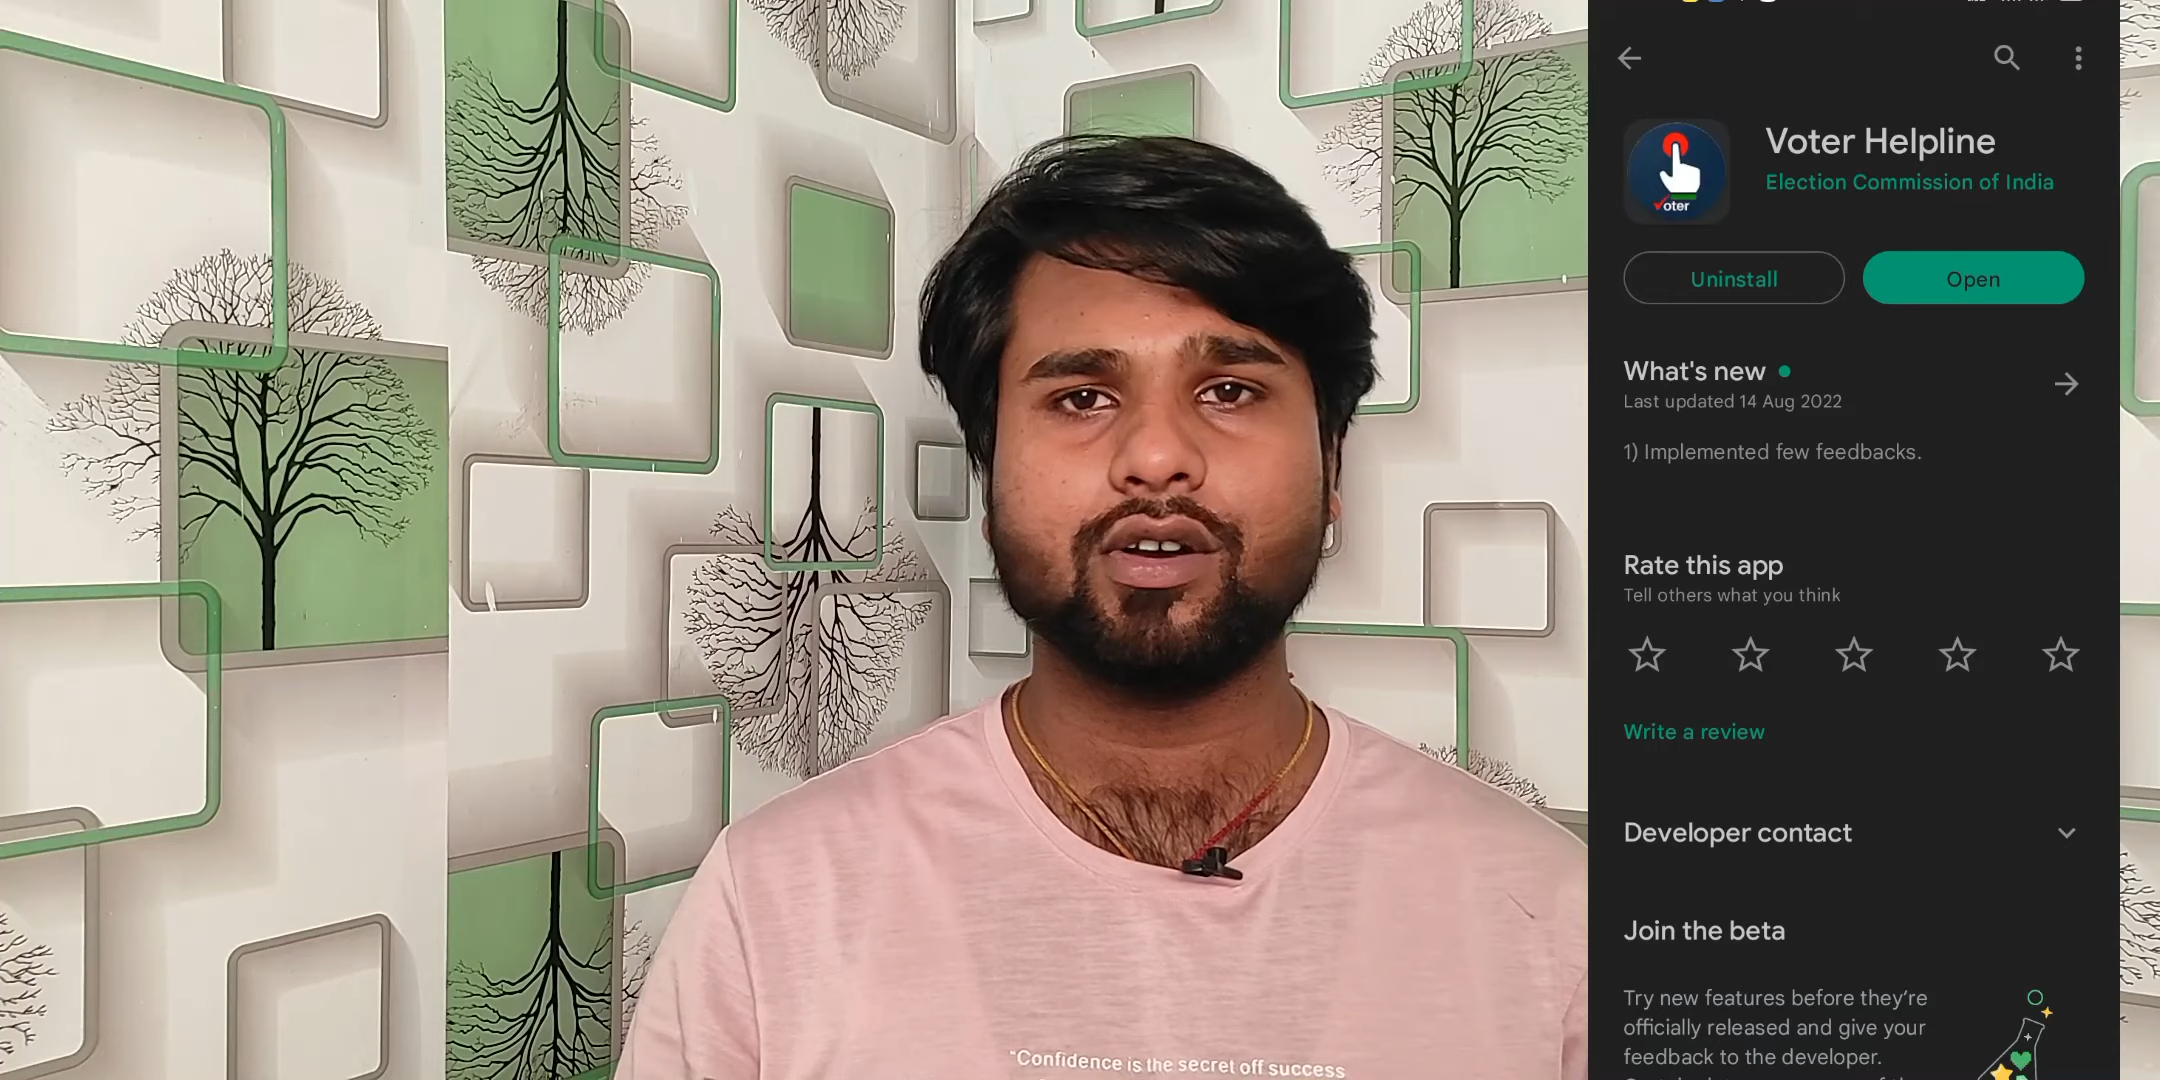 Voter Helpline
Election Commission of India
Voter
Uninstall
Open
What's new
Last updated 14 Aug 2022
1) Implemented few feedbacks.
Rate this app
Tell others what you think
Write a review
Developer contact
Join the beta
Try new features before they’re
officially released and give your
feedback to the developer.
"Confidence is the secret off success